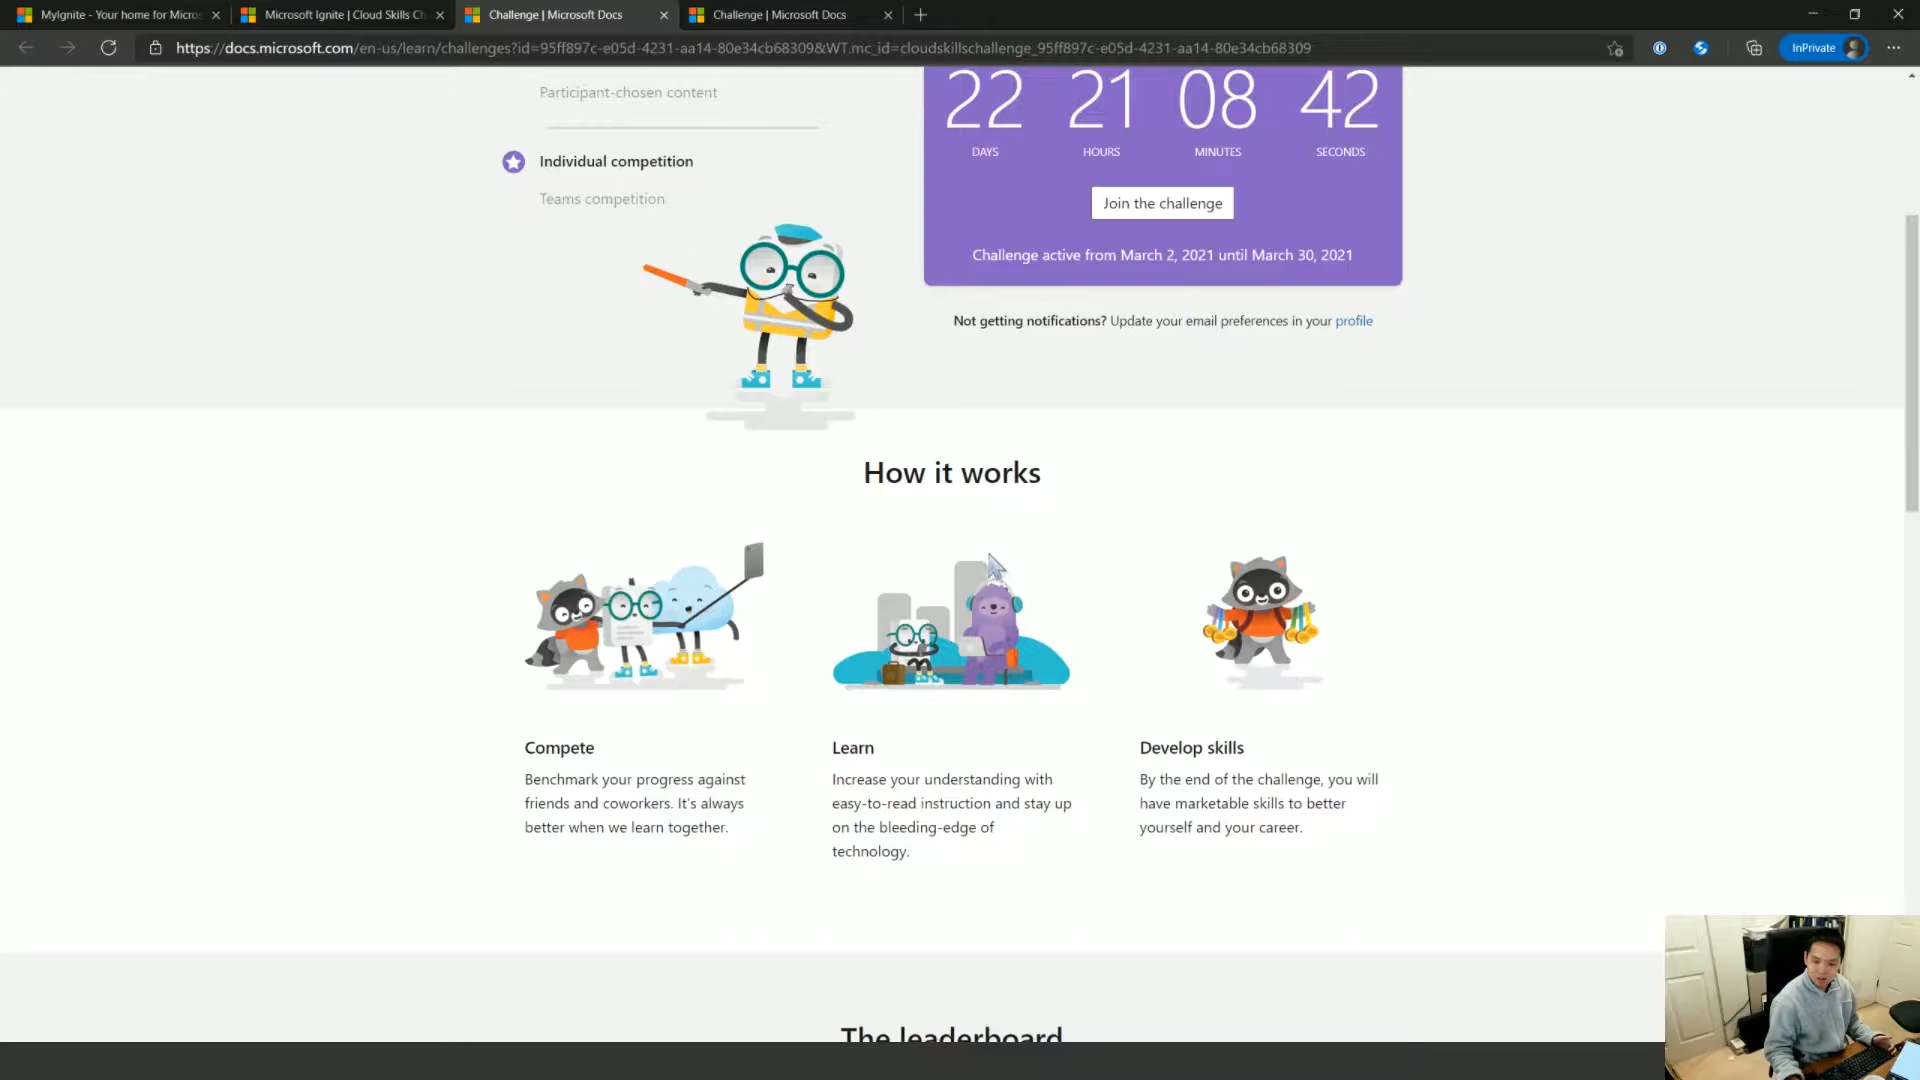 MyIgnite - Your home for Micros
Microsoft Ignite | Cloud Skills Ch
Challenge | Microsoft Docs
Challenge | Microsoft Docs
https://docs.microsoft.com/en-us/learn/challenges?id=95ff897c-e05d-4231-aa14-80e34cb68309&WT.mc_id=cloudskillschallenge_95ff897c-e05d-4231-aa14-80e34cb68309
InPrivate
Participant-chosen content
Individual competition
Teams competition
22 21 08 42
DAYS HOURS MINUTES SECONDS
Join the challenge
Challenge active from March 2, 2021 until March 30, 2021
Not getting notifications? Update your email preferences in your profile
How it works
Compete
Benchmark your progress against
friends and coworkers. It's always
better when we learn together.
Learn
Increase your understanding with
easy-to-read instruction and stay up
on the bleeding-edge of
technology.
Develop skills
By the end of the challenge, you will
have marketable skills to better
yourself and your career.
The leaderboard